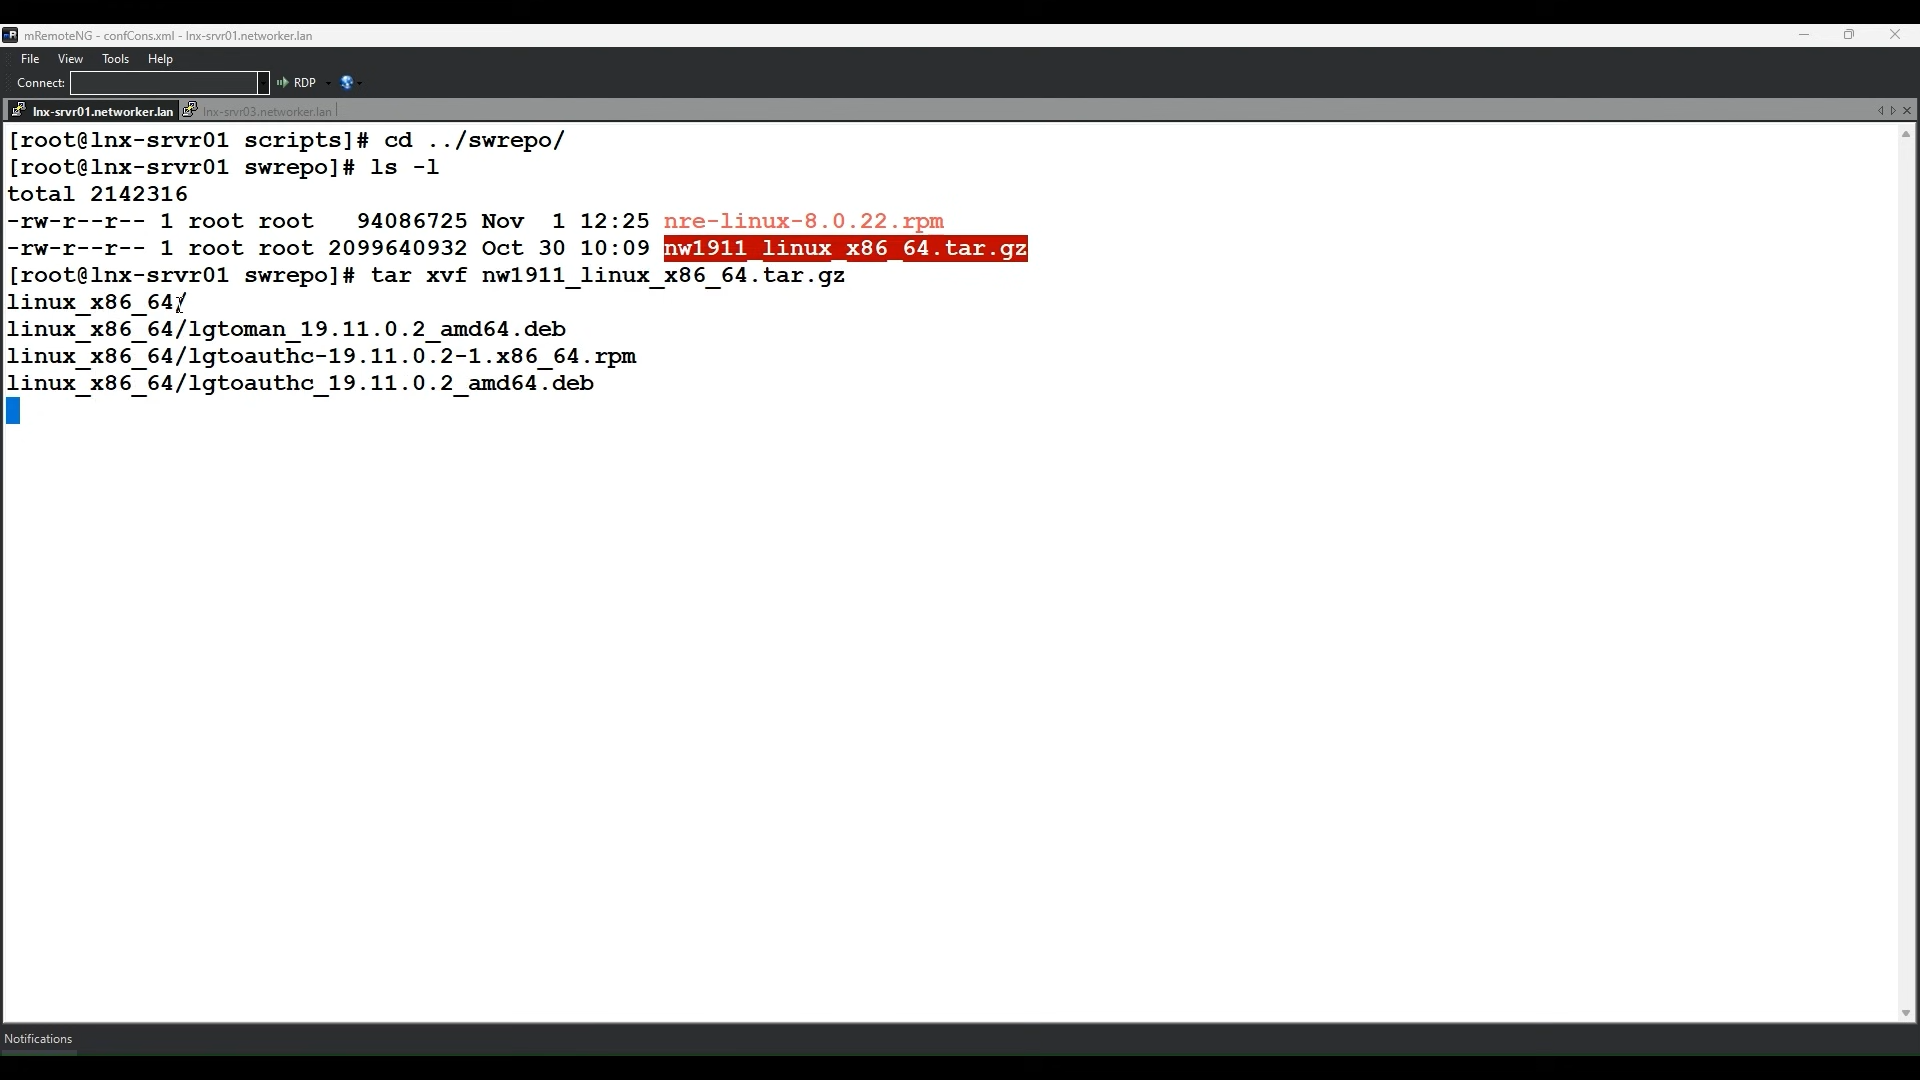 mRemoteNG - confCons.xml - lnx-srvr01.networker.lan
File View Tools Help
Connect: RDP
lnx-srvr01.networker.lan lnx-srvr03.networker.lan
[root@lnx-srvr01 scripts]# cd ../swrepo/
[root@lnx-srvr01 swrepo]# ls -l
total 2142316
-rw-r--r-- 1 root root   94086725 Nov  1 12:25 nre-linux-8.0.22.rpm
-rw-r--r-- 1 root root 2099640932 Oct 30 10:09 nw1911_linux_x86_64.tar.gz
[root@lnx-srvr01 swrepo]# tar xvf nw1911_linux_x86_64.tar.gz
linux_x86_64/
linux_x86_64/lgtoman_19.11.0.2_amd64.deb
linux_x86_64/lgtoauthc-19.11.0.2-1.x86_64.rpm
linux_x86_64/lgtoauthc_19.11.0.2_amd64.deb
Notifications